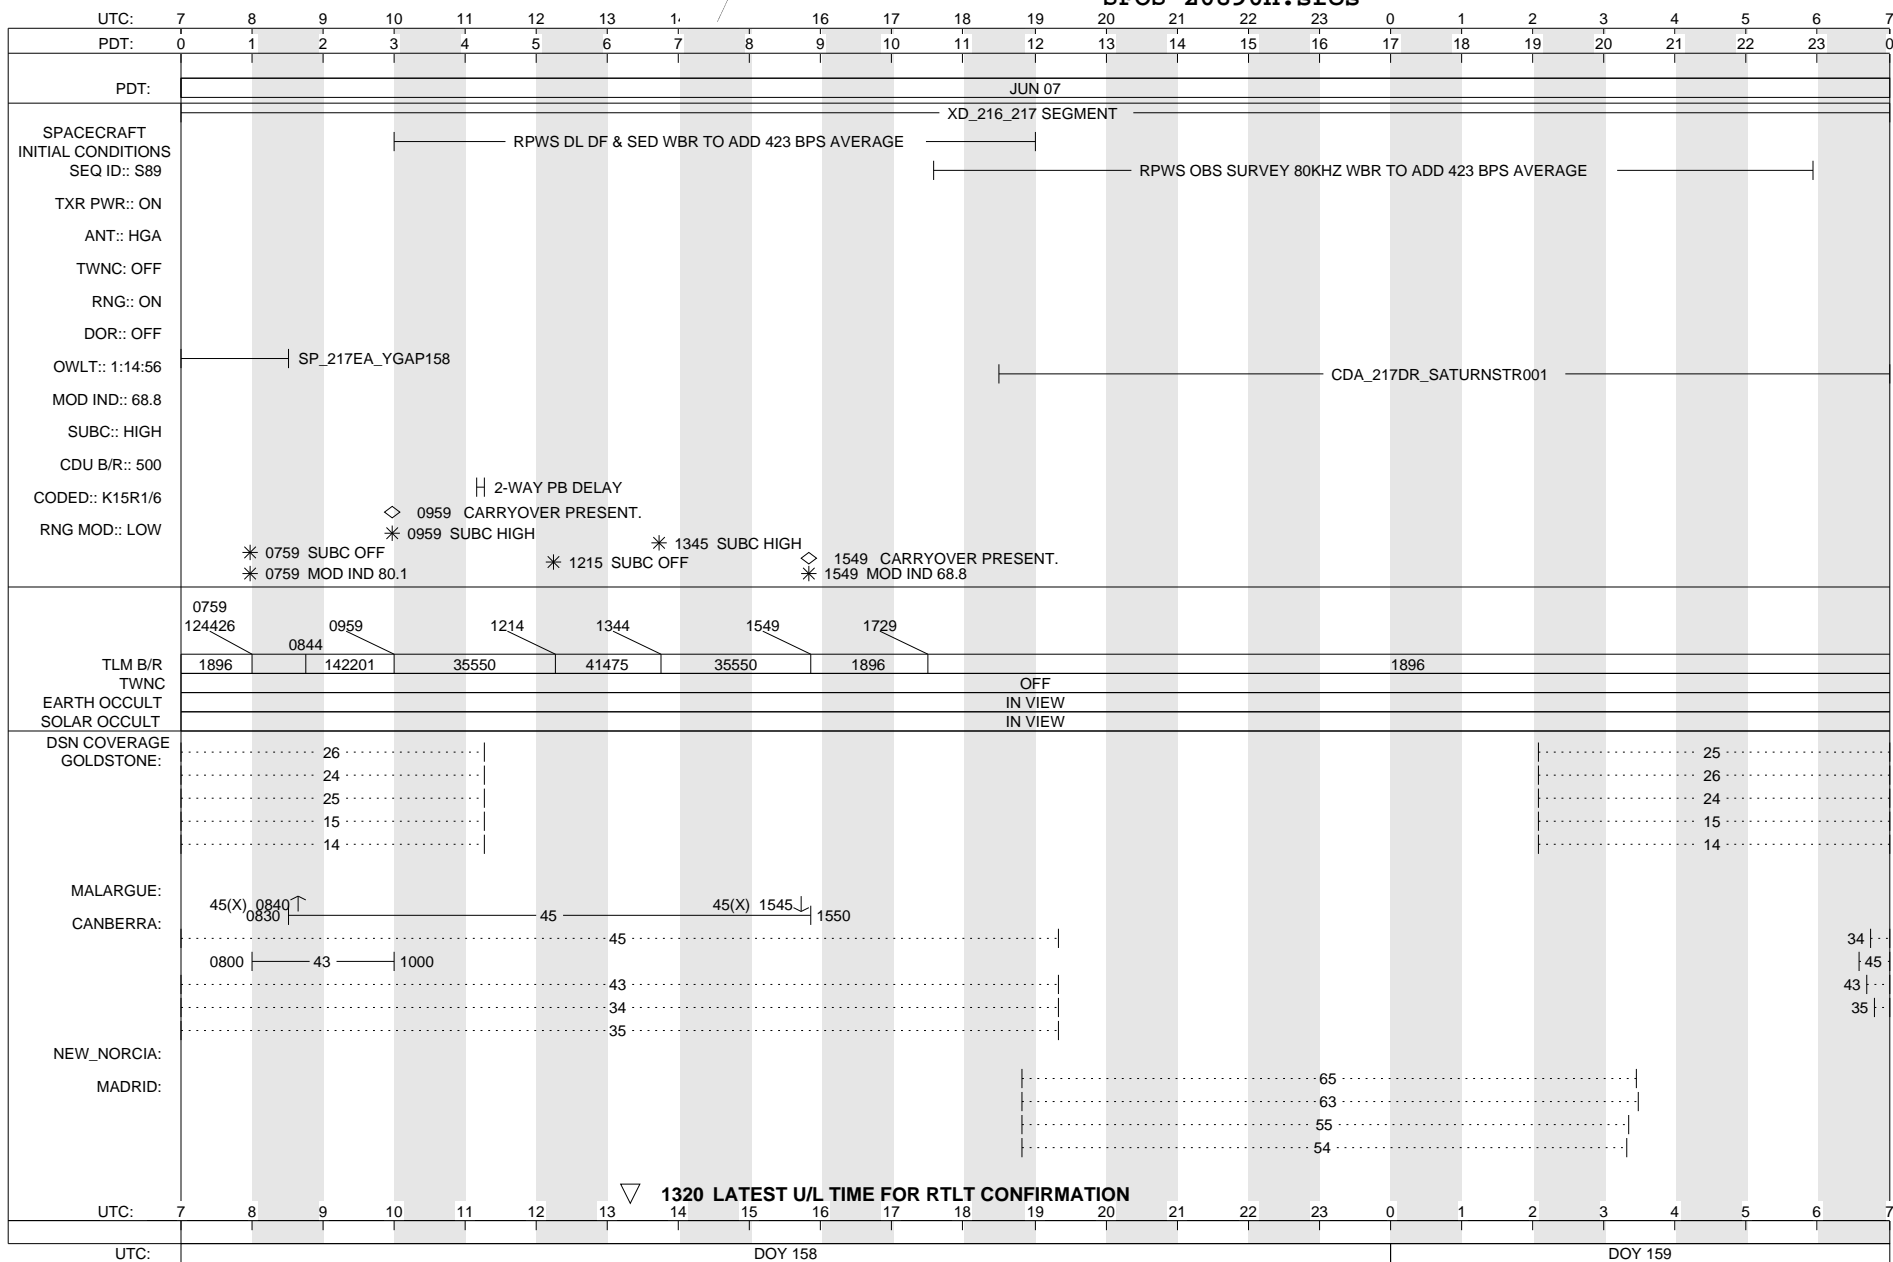 UTC: 7 8 9 10 11 12 13 16 17 18 19 20 21 22 23 0 1 2 3 4 5 6 7
PDT: 0 1 2 3 4 5 6 7 8 9 10 11 12 13 14 15 16 17 18 19 20 21 22 23 0
PDT: JUN 07
XD_216_217 SEGMENT
SPACECRAFT
INITIAL CONDITIONS
RPWS DL DF & SED WBR TO ADD 423 BPS AVERAGE
SEQ ID:: S89
RPWS OBS SURVEY 80KHZ WBR TO ADD 423 BPS AVERAGE
TXR PWR:: ON
ANT:: HGA
TWNC: OFF
RNG:: ON
DOR:: OFF
SP_217EA_YGAP158
OWLT:: 1:14:56
CDA_217DR_SATURNSTR001
MOD IND:: 68.8
SUBC:: HIGH
CDU B/R:: 500
2-WAY PB DELAY
CODED:: K15R1/6
0959 CARRYOVER PRESENT.
RNG MOD:: LOW
0959 SUBC HIGH
1345 SUBC HIGH
0759 SUBC OFF
1549 CARRYOVER PRESENT.
1215 SUBC OFF
0759 MOD IND 80.1
1549 MOD IND 68.8
0759
124426 0959 1214 1344 1549 1729
0844
TLM B/R 1896 142201 35550 41475 35550 1896 1896
TWNC OFF
EARTH OCCULT IN VIEW
SOLAR OCCULT IN VIEW
DSN COVERAGE
GOLDSTONE:
26 25
24 26
25 24
15 15
14 14
MALARGUE:
45(X) 0840 45(X) 1545
0830 45 1550
CANBERRA:
45 34
0800 43 1000 45
43 43
34 35
35
NEW_NORCIA:
MADRID:
65
63
55
54
1320 LATEST U/L TIME FOR RTLT CONFIRMATION
UTC: 7 8 9 10 11 12 13 14 15 16 17 18 19 20 21 22 23 0 1 2 3 4 5 6 7
UTC: DOY 158 DOY 159